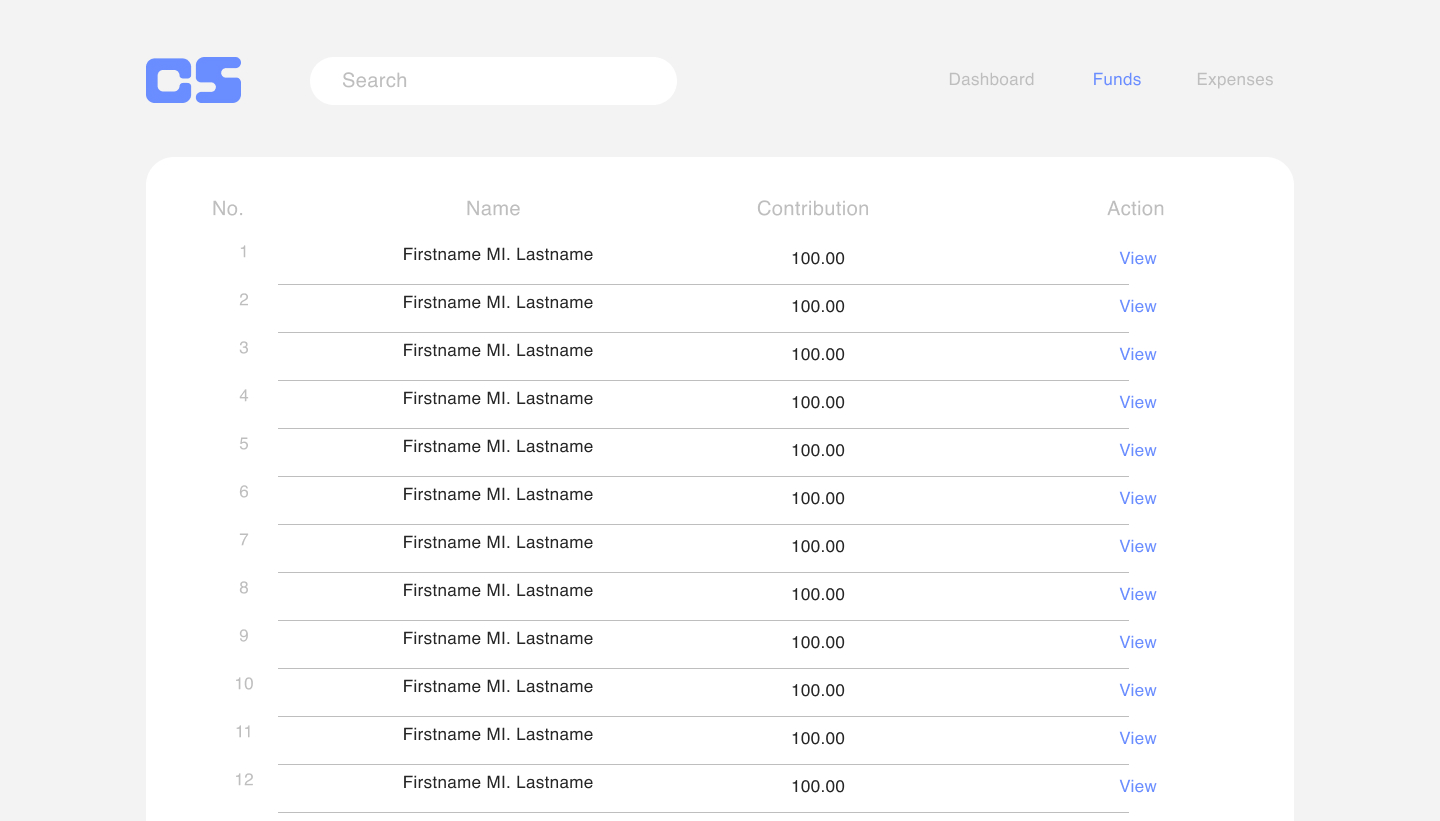 CS Search Dashboard Funds Expenses
No. Name Contribution Action
1 Firstname MI. Lastname 100.00 View
2 Firstname MI. Lastname 100.00 View
3 Firstname MI. Lastname 100.00 View
4 Firstname MI. Lastname 100.00 View
5 Firstname MI. Lastname 100.00 View
6 Firstname MI. Lastname 100.00 View
7 Firstname MI. Lastname 100.00 View
8 Firstname MI. Lastname 100.00 View
9 Firstname MI. Lastname 100.00 View
10 Firstname MI. Lastname 100.00 View
11 Firstname MI. Lastname 100.00 View
12 Firstname MI. Lastname 100.00 View